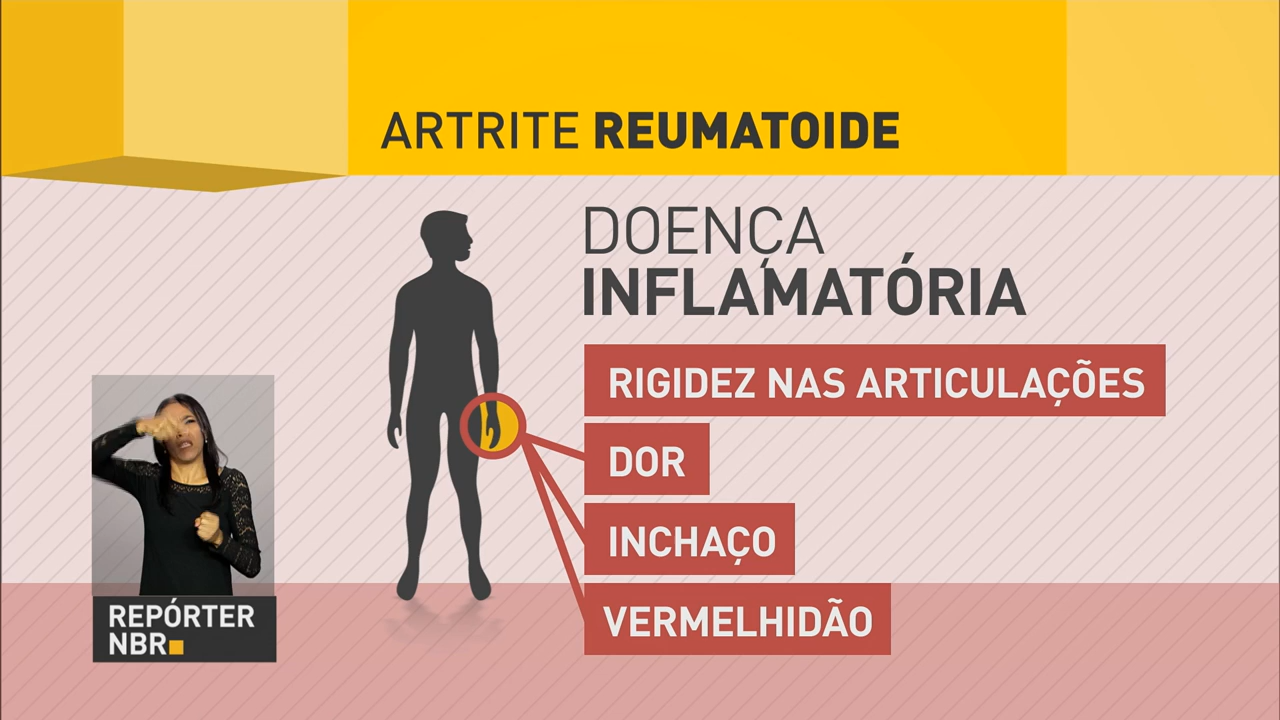 ARTRITE REUMATOIDE
DOENÇA
INFLAMATÓRIA
RIGIDEZ NAS ARTICULAÇÕES
DOR
INCHAÇO
VERMELHIDÃO
REPÓRTER
NBR